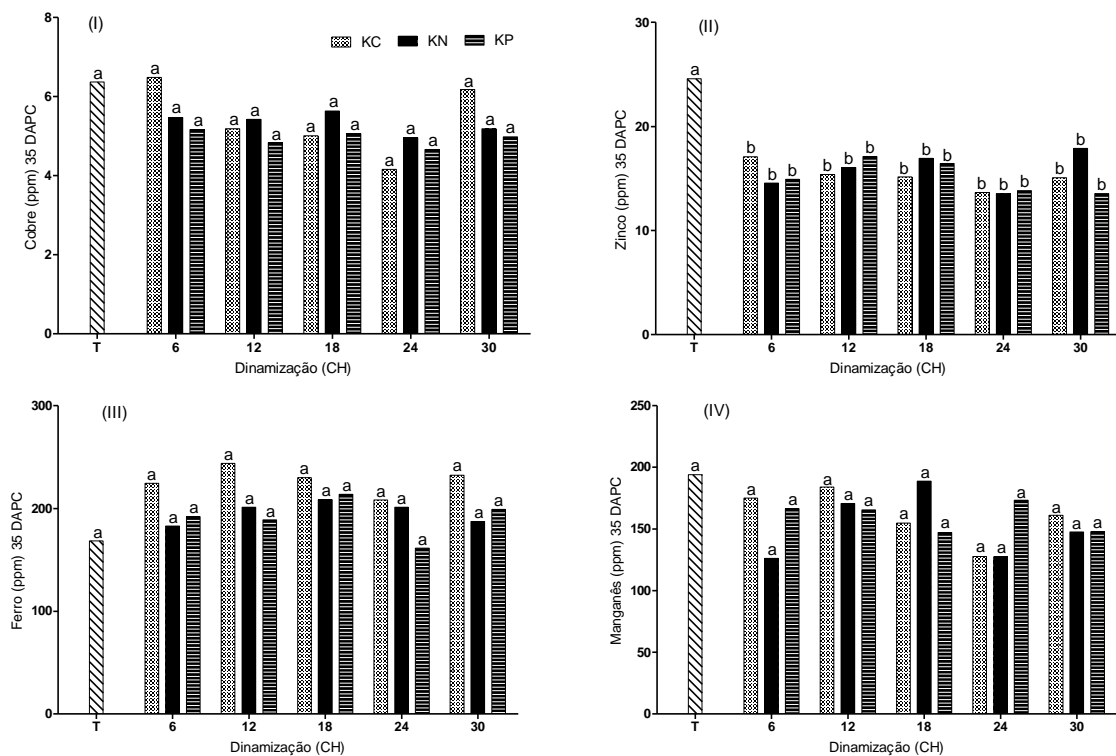 (I)
KC KN KP
Cobre (ppm) 35 DAPC
8
6
4
2
0
a a a a a a a a a a a a a a a a
T 6 12 18 24 30
Dinamização (CH)
(II)
Zinco (ppm) 35 DAPC
30
20
10
0
a b b b b b b b b b b b b b b b
T 6 12 18 24 30
Dinamização (CH)
(III)
Ferro (ppm) 35 DAPC
300
200
100
0
a a a a a a a a a a a a a a a a
T 6 12 18 24 30
Dinamização (CH)
(IV)
Manganês (ppm) 35 DAPC
250
200
150
100
50
0
a a a a a a a a a a a a a a a a
T 6 12 18 24 30
Dinamização (CH)